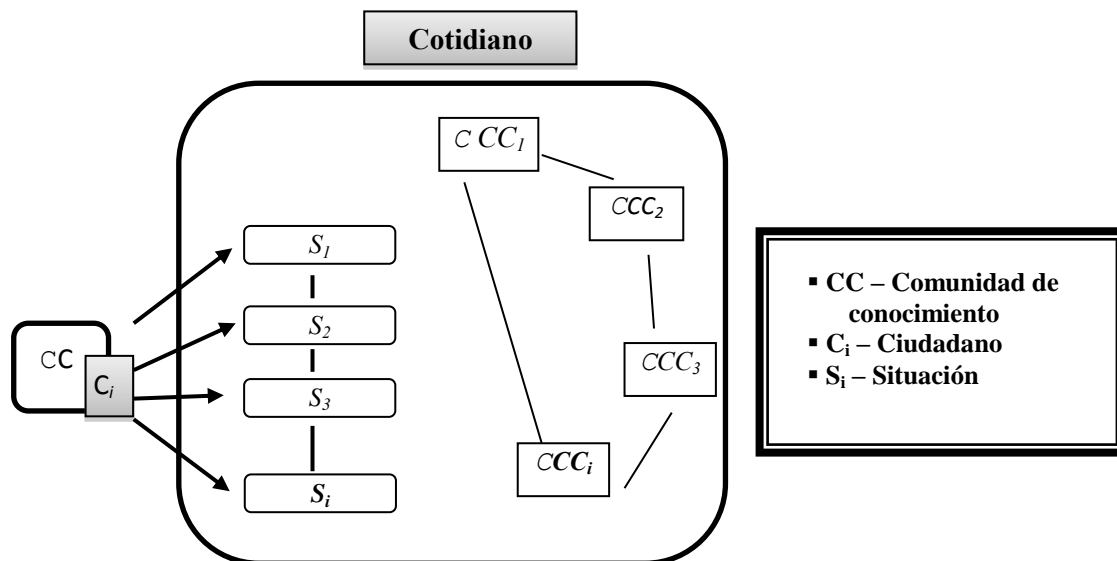 Cotidiano
C CC₁
CCC₂
S₁
S₂
CCC₃
CC
Cᵢ
S₃
CCCᵢ
Sᵢ
▪ CC – Comunidad de
conocimiento
▪ Cᵢ – Ciudadano
▪ Sᵢ – Situación